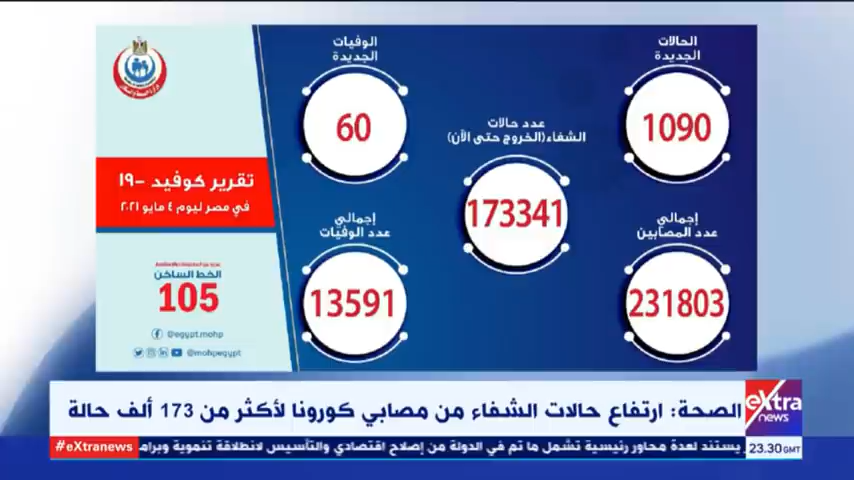 الحالات
الجديدة
1090
الوفيات
الجديدة
60
عدد حالات
الشفاء(الخروج حتى الآن)
173341
إجمالي
عدد المصابين
231803
إجمالي
عدد الوفيات
13591
تقرير كوفيد -١٩
في مصر ليوم ٤ مايو ٢٠٢١
الخط الساخن
105
@egypt.mohp
@mohpegypt
الصحة: ارتفاع حالات الشفاء من مصابي كورونا لأكثر من 173 ألف حالة
eXtra
news
#eXtranews
يستند لعدة محاور رئيسية تشمل ما تم في الدولة من إصلاح اقتصادي والتأسيس لانطلاقة تنموية وبرام
23.30 GMT